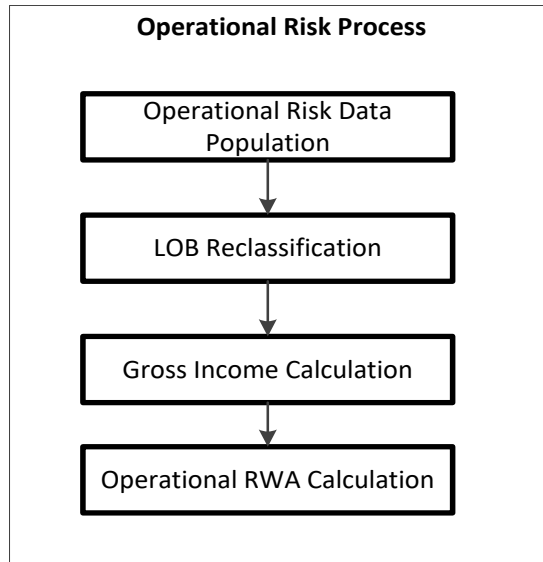 Operational Risk Process
Operational Risk Data
Population
LOB Reclassification
Gross Income Calculation
Operational RWA Calculation